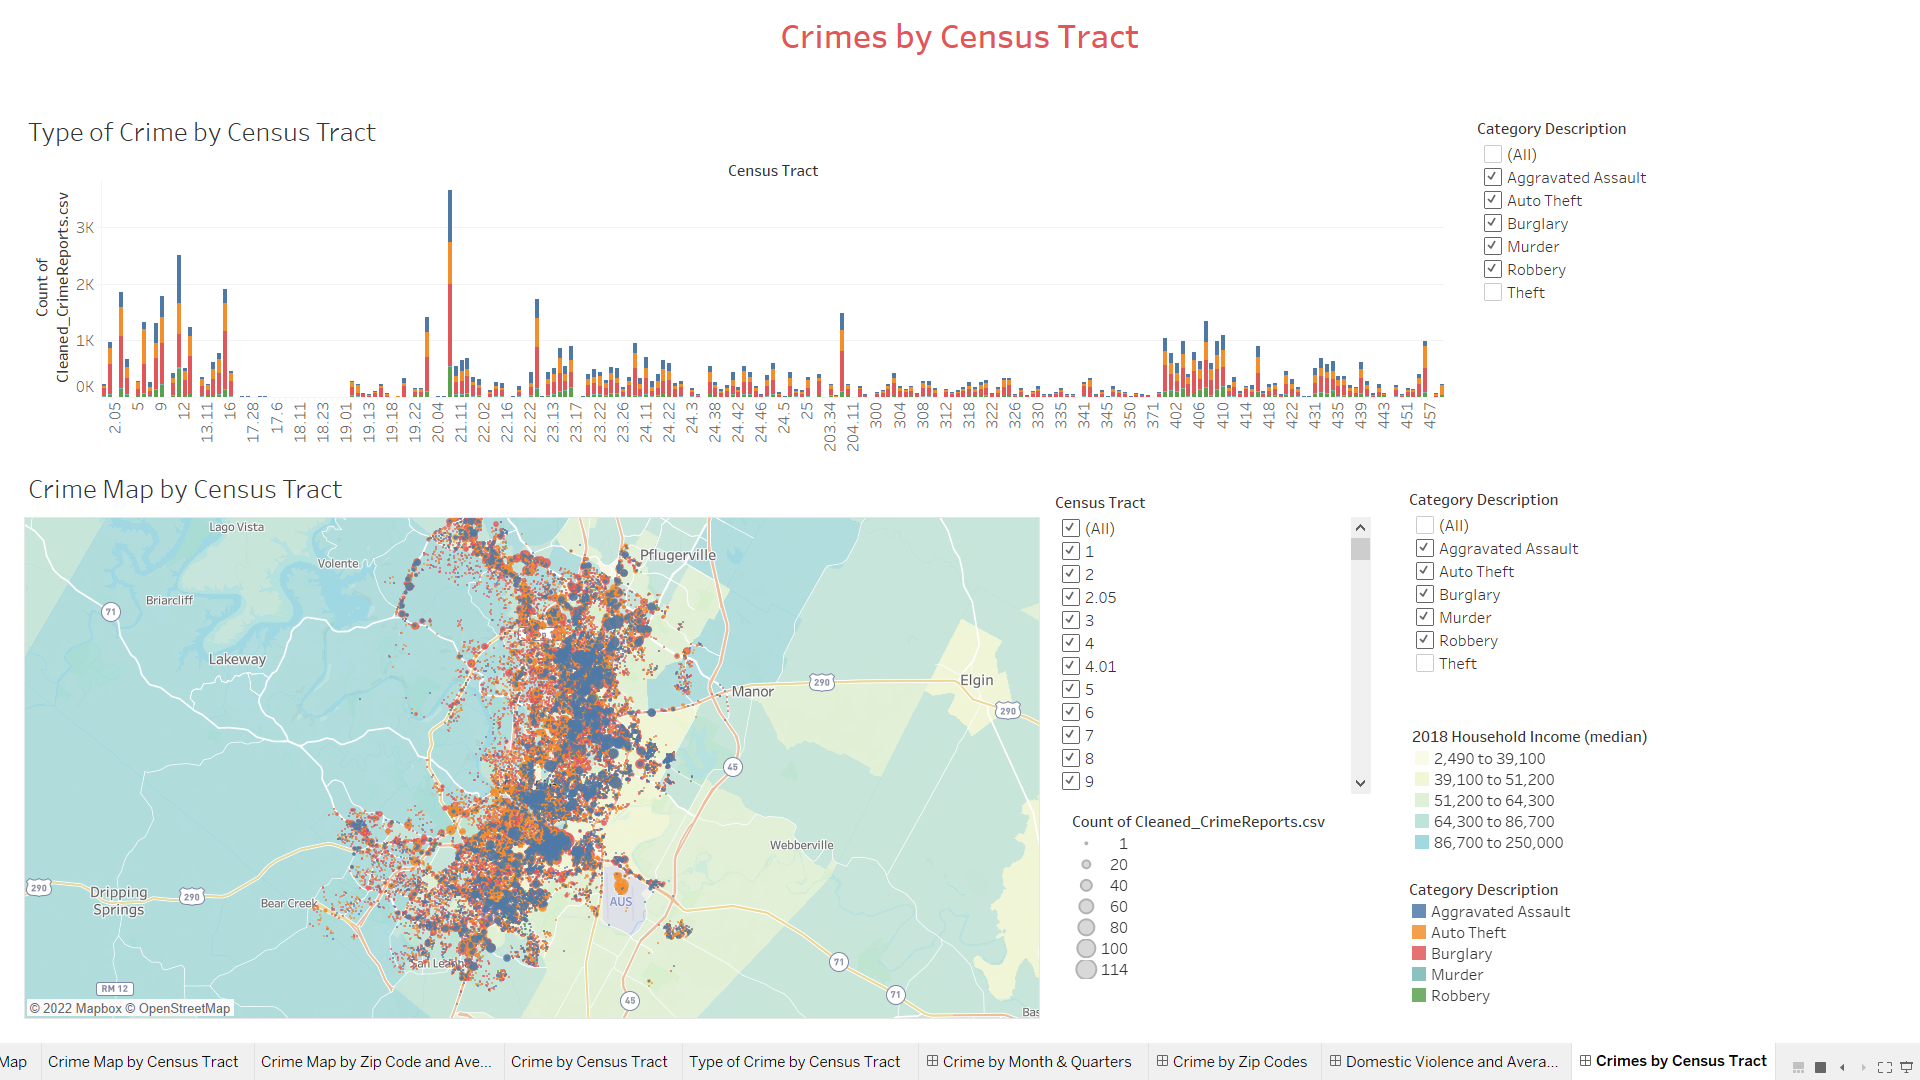 Crimes by Census Tract
Type of Crime by Census Tract
Census Tract
Count of
Cleaned_CrimeReports.csv
3K
2K
1K
0K
2.05
5
9
12
13.11
16
17.28
17.6
18.11
18.23
19.01
19.13
19.18
19.22
20.04
21.11
22.02
22.16
22.22
23.13
23.17
23.22
23.26
24.11
24.22
24.3
24.38
24.42
24.46
24.5
25
203.34
204.11
300
304
308
312
318
322
326
330
335
341
345
350
371
402
406
410
414
418
422
431
435
439
443
451
457
Category Description
(All)
Aggravated Assault
Auto Theft
Burglary
Murder
Robbery
Theft
Crime Map by Census Tract
Lago Vista
Volente
Pflugerville
Briarcliff
71
Lakeway
290
Manor
Elgin
290
45
Webberville
290
Dripping
Springs
290
Bear Creek
AUS
San Leanna
71
RM 12
45
71
Bas
© 2022 Mapbox © OpenStreetMap
Census Tract
(All)
1
2
2.05
3
4
4.01
5
6
7
8
9
Count of Cleaned_CrimeReports.csv
1
20
40
60
80
100
114
Category Description
(All)
Aggravated Assault
Auto Theft
Burglary
Murder
Robbery
Theft
2018 Household Income (median)
2,490 to 39,100
39,100 to 51,200
51,200 to 64,300
64,300 to 86,700
86,700 to 250,000
Category Description
Aggravated Assault
Auto Theft
Burglary
Murder
Robbery
Map
Crime Map by Census Tract
Crime Map by Zip Code and Ave...
Crime by Census Tract
Type of Crime by Census Tract
Crime by Month & Quarters
Crime by Zip Codes
Domestic Violence and Avera...
Crimes by Census Tract